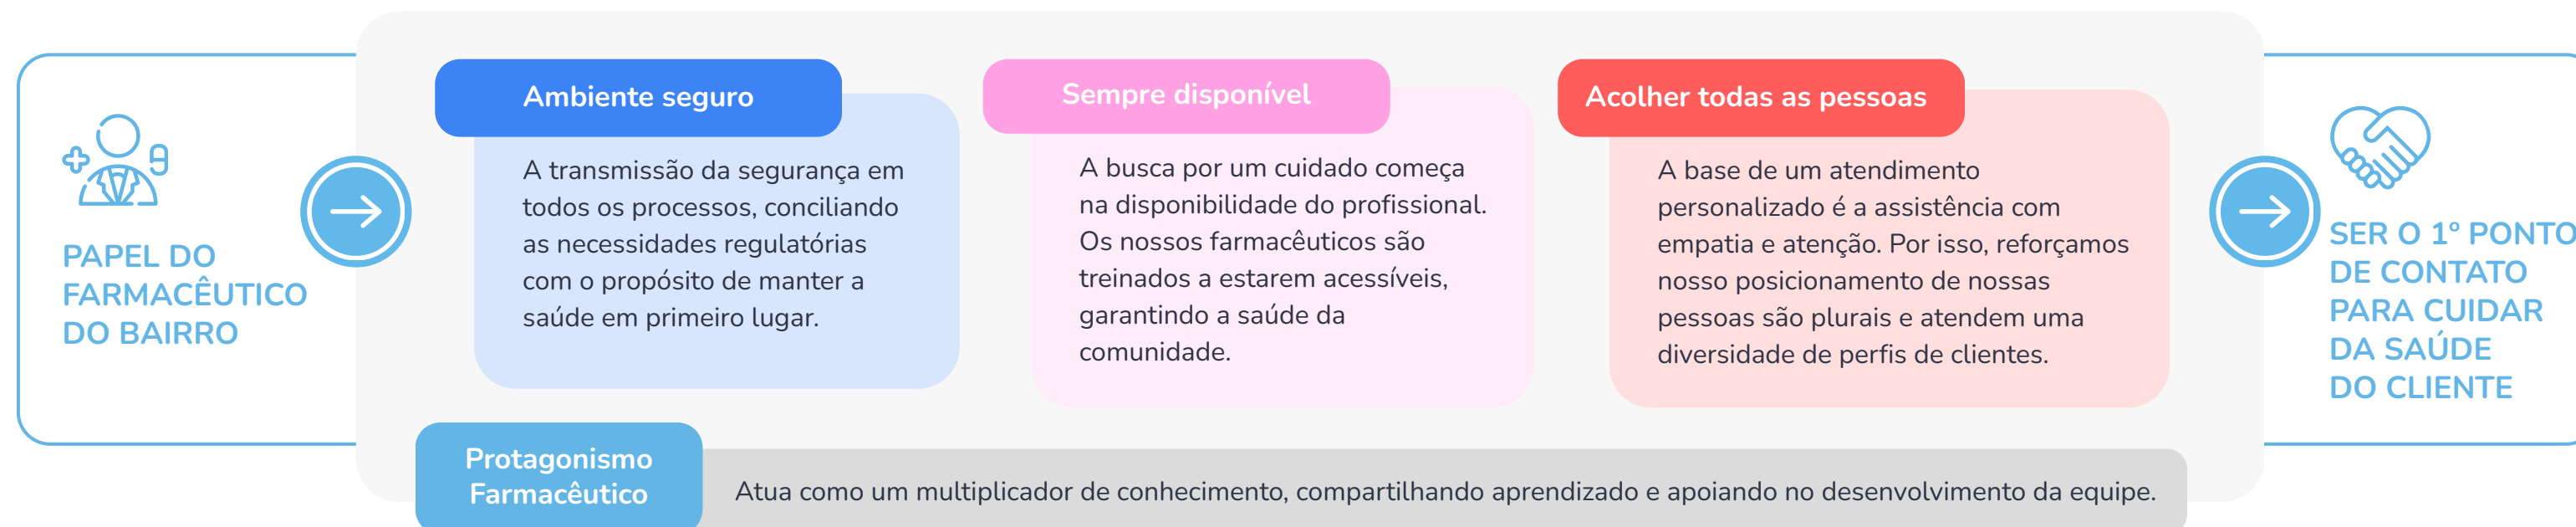 PAPEL DO
FARMACÊUTICO
DO BAIRRO
Ambiente seguro
A transmissão da segurança em
todos os processos, conciliando
as necessidades regulatórias
com o propósito de manter a
saúde em primeiro lugar.
Sempre disponível
A busca por um cuidado começa
na disponibilidade do profissional.
Os nossos farmacêuticos são
treinados a estarem acessíveis,
garantindo a saúde da
comunidade.
Acolher todas as pessoas
A base de um atendimento
personalizado é a assistência com
empatia e atenção. Por isso, reforçamos
nosso posicionamento de nossas
pessoas são plurais e atendem uma
diversidade de perfis de clientes.
Protagonismo
Farmacêutico
Atua como um multiplicador de conhecimento, compartilhando aprendizado e apoiando no desenvolvimento da equipe.
SER O 1º PONTO
DE CONTATO
PARA CUIDAR
DA SAÚDE
DO CLIENTE